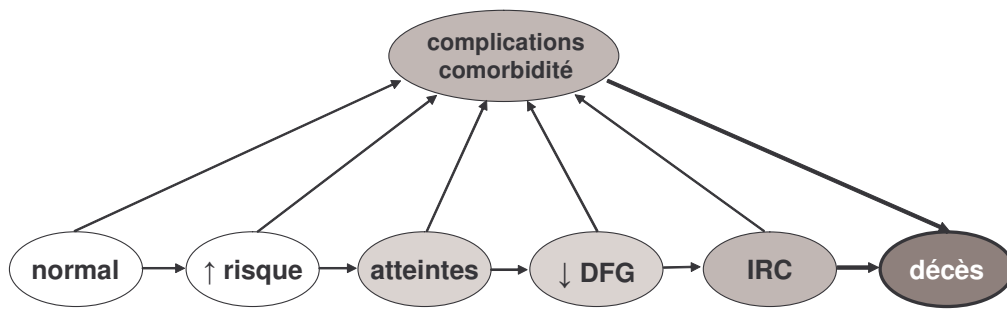 complications
comorbidité
normal
↑ risque
atteintes
↓ DFG
IRC
décès